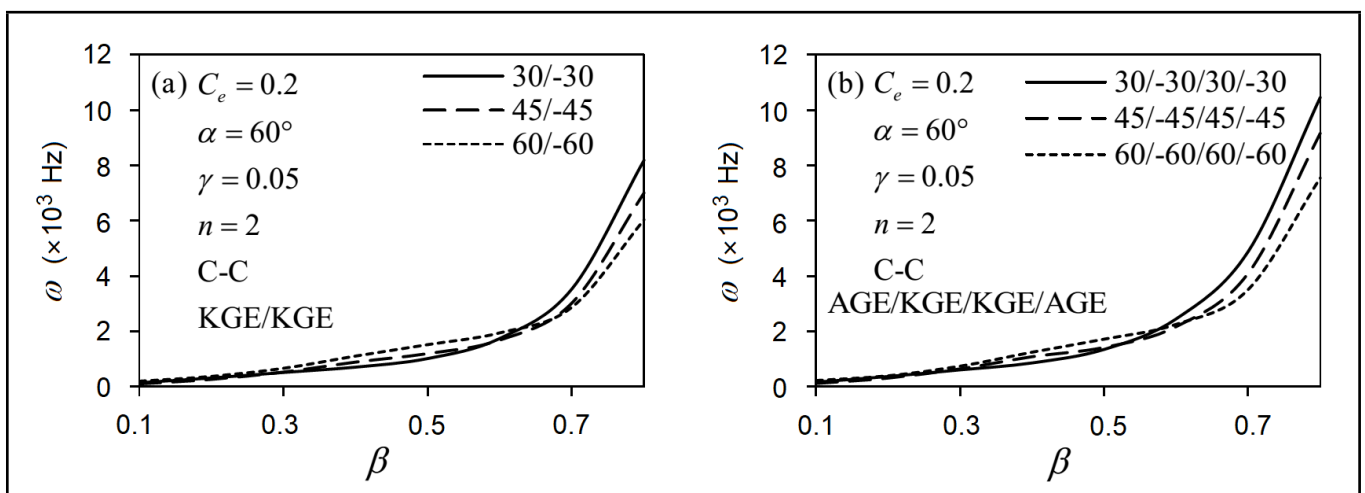 (a) C_e = 0.2
α = 60°
γ = 0.05
n = 2
C-C
KGE/KGE
30/-30
45/-45
60/-60
12
10
8
6
4
2
0
ω (×10³ Hz)
0.1 0.3 0.5 0.7
β
(b) C_e = 0.2
α = 60°
γ = 0.05
n = 2
C-C
AGE/KGE/KGE/AGE
30/-30/30/-30
45/-45/45/-45
60/-60/60/-60
12
10
8
6
4
2
0
ω (×10³ Hz)
0.1 0.3 0.5 0.7
β